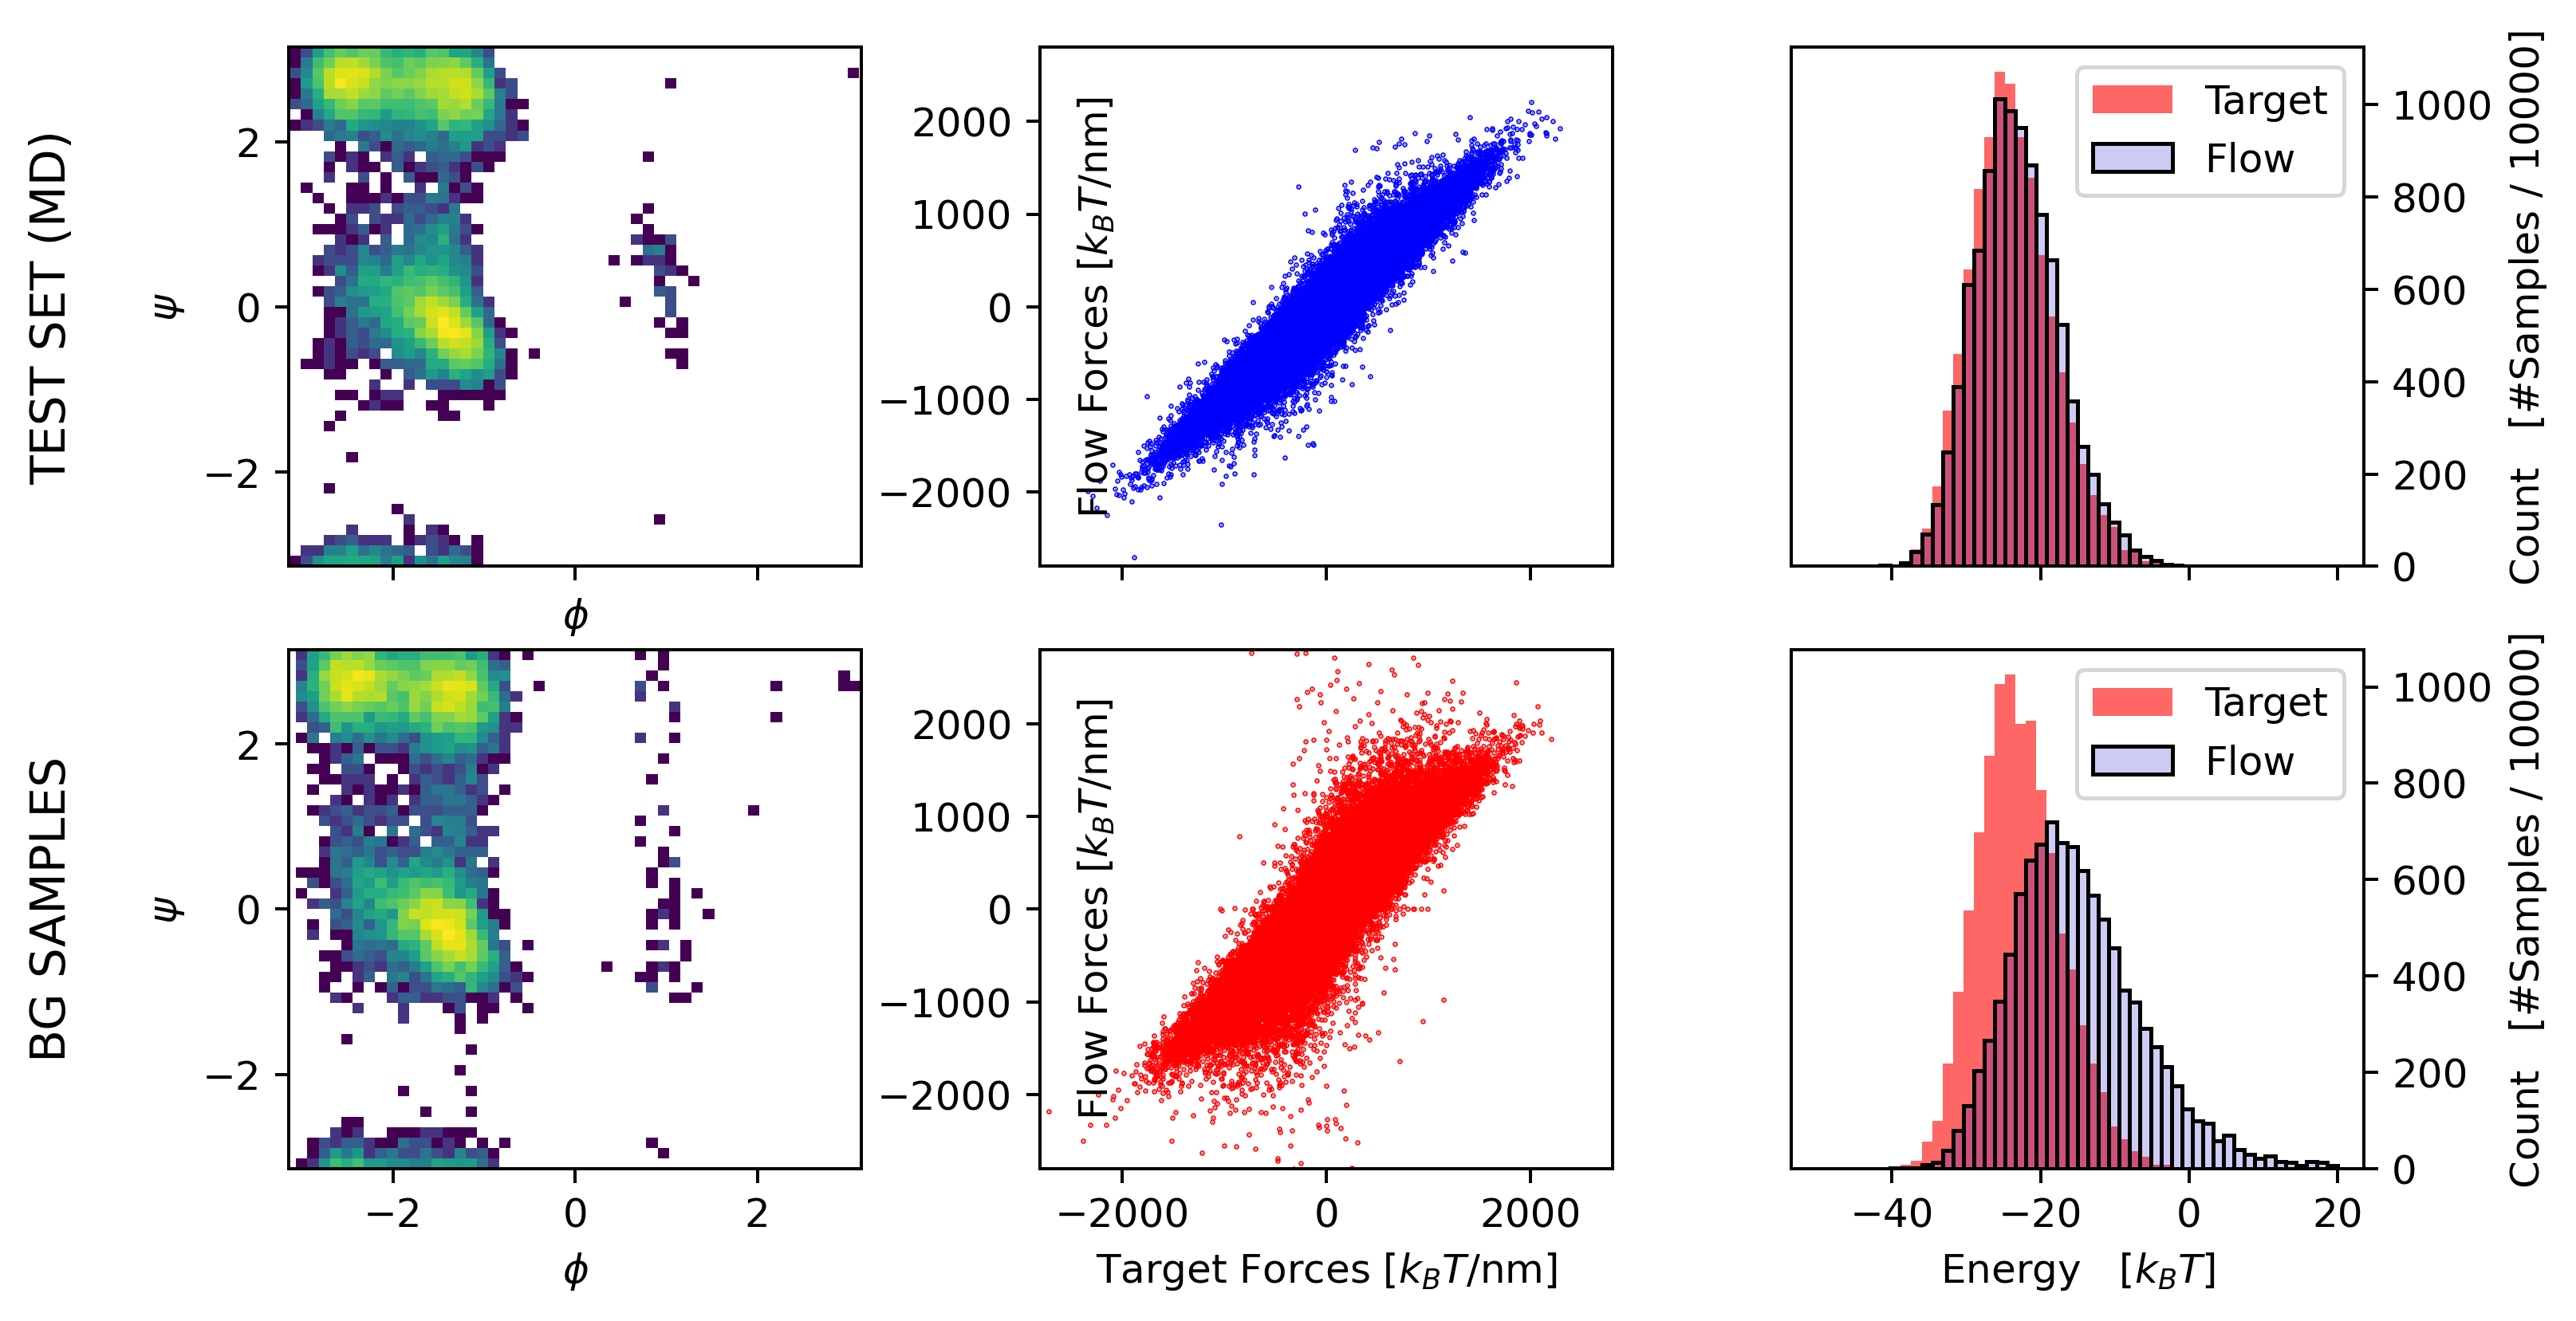 TEST SET (MD)
ψ
2
0
−2
ϕ
Flow Forces [k_BT/nm]
2000
1000
0
−1000
−2000
Target
Flow
1000
800
600
400
200
0
Count [#Samples / 10000]
BG SAMPLES
ψ
2
0
−2
−2 0 2
ϕ
Flow Forces [k_BT/nm]
2000
1000
0
−1000
−2000
−2000 0 2000
Target Forces [k_BT/nm]
Target
Flow
1000
800
600
400
200
0
Count [#Samples / 10000]
−40 −20 0 20
Energy [k_BT]